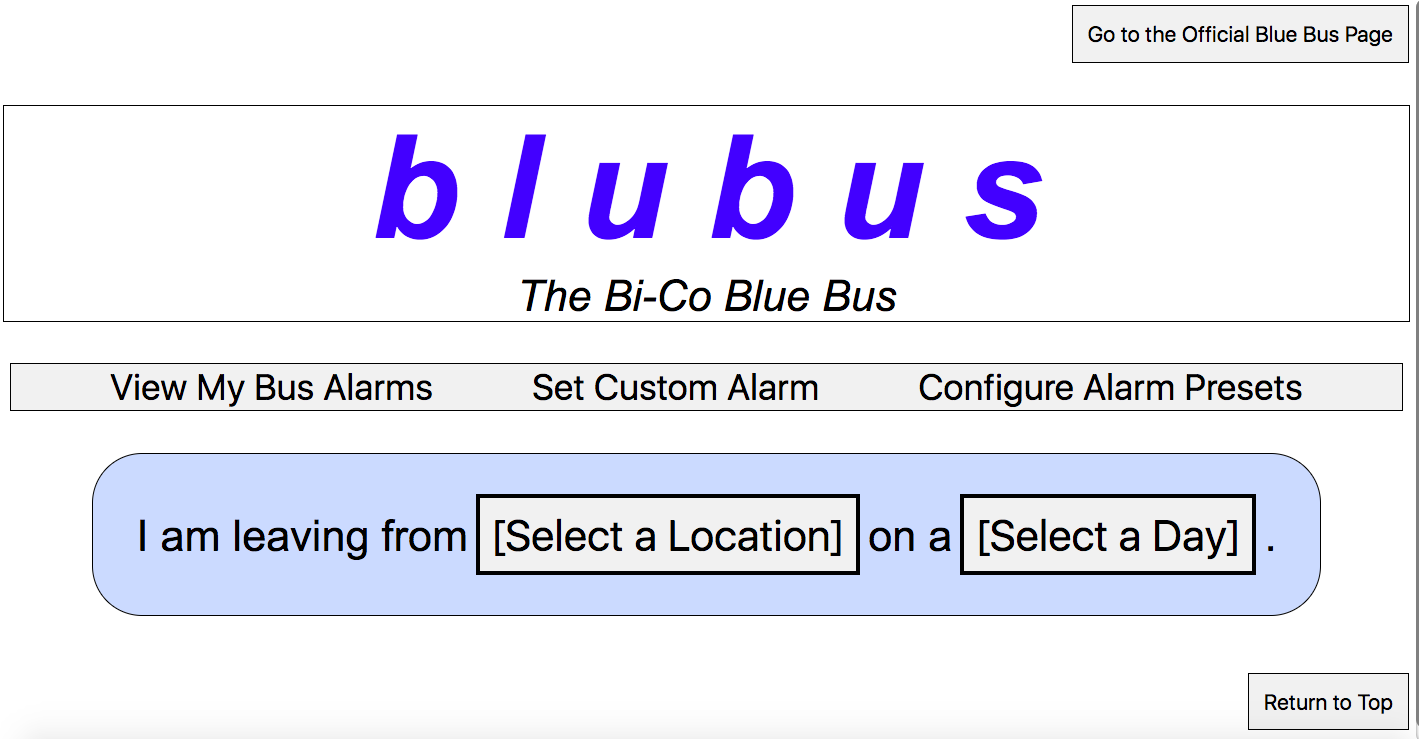 Go to the Official Blue Bus Page
b l u b u s
The Bi-Co Blue Bus
View My Bus Alarms Set Custom Alarm Configure Alarm Presets
I am leaving from [Select a Location] on a [Select a Day] .
Return to Top